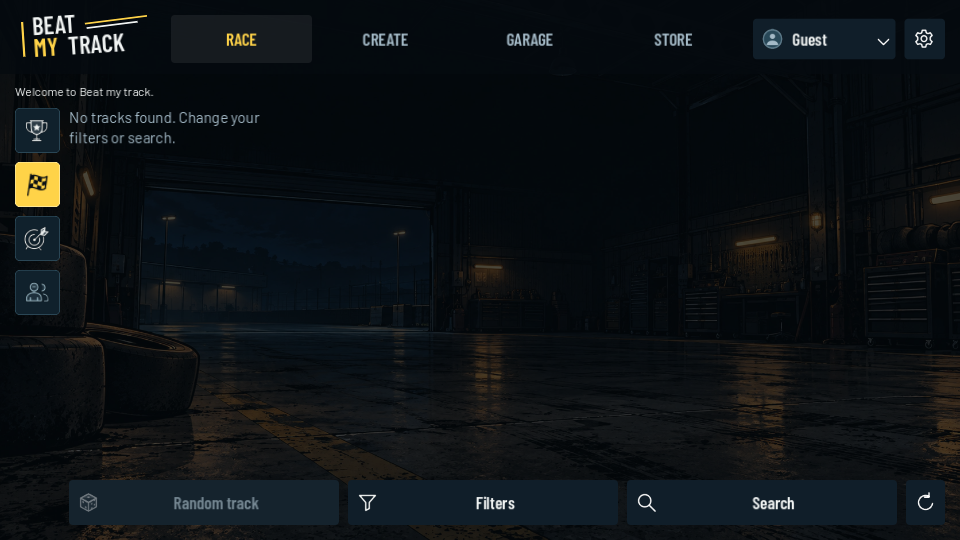 BEAT
MY TRACK
RACE
CREATE
GARAGE
STORE
Guest
Welcome to Beat my track.
No tracks found. Change your
filters or search.
Random track
Filters
Search